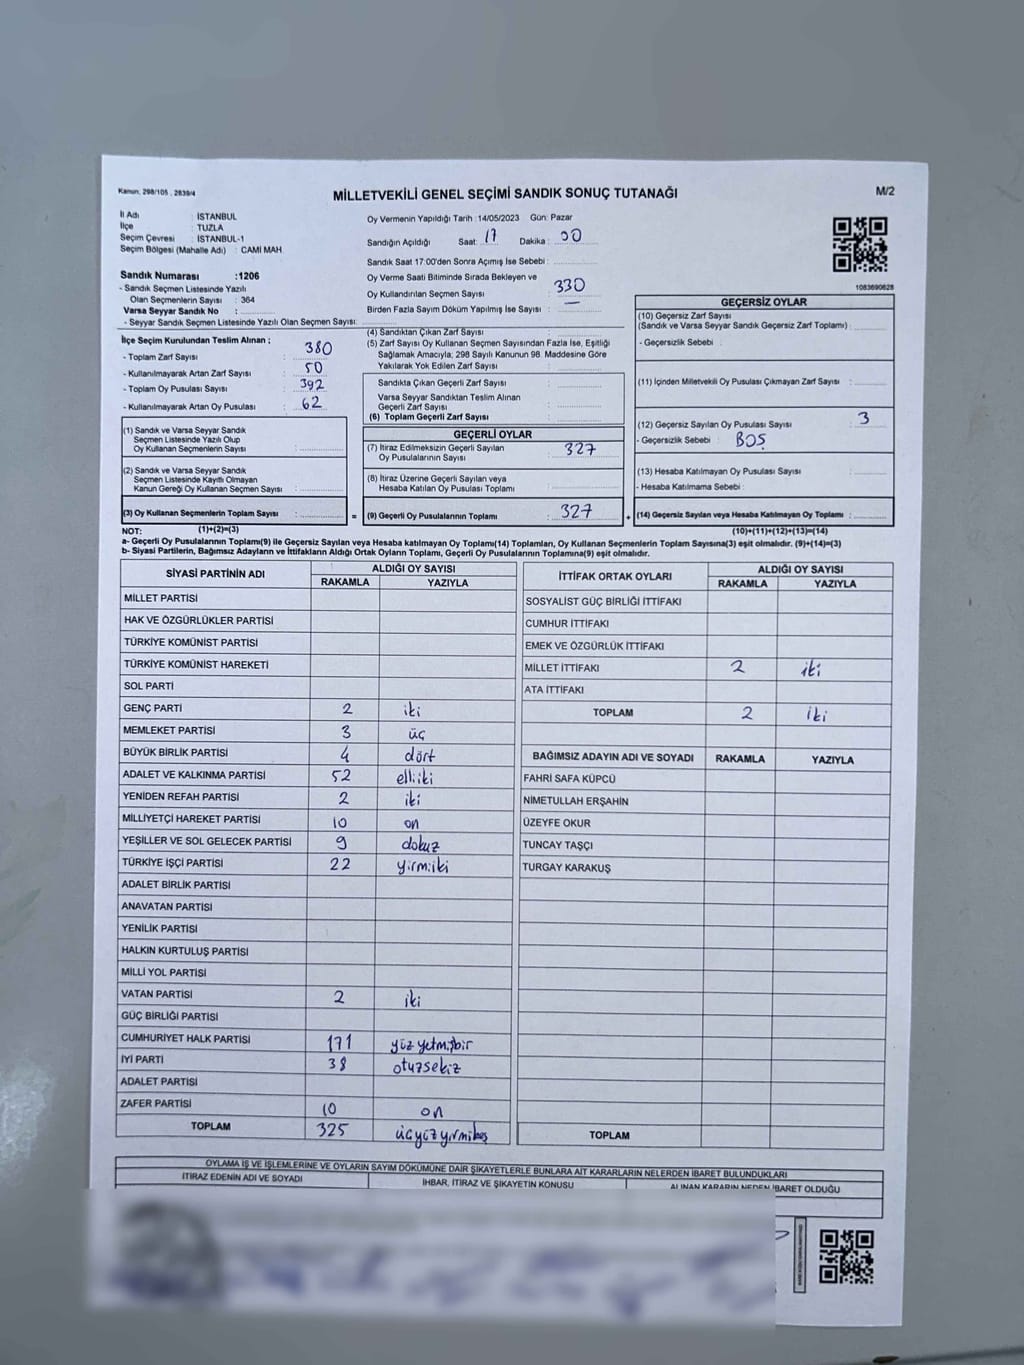 Kanun: 298/105 , 2839/4
MİLLETVEKİLİ GENEL SEÇİMİ SANDIK SONUÇ TUTANAĞI
M/2
İl Adı : İSTANBUL
İlçe : TUZLA
Seçim Çevresi : İSTANBUL-1
Seçim Bölgesi (Mahalle Adı) : CAMİ MAH
Sandık Numarası :1206
- Sandık Seçmen Listesinde Yazılı
Olan Seçmenlerin Sayısı : 364
Varsa Seyyar Sandık No :
- Seyyar Sandık Seçmen Listesinde Yazılı Olan Seçmen Sayısı:
Oy Vermenin Yapıldığı Tarih :14/05/2023 Gün: Pazar
Sandığın Açıldığı Saat: 17 Dakika :
Sandık Saat 17:00'den Sonra Açımış İse Sebebi :
Oy Verme Saati Bitiminde Sırada Bekleyen ve
Oy Kullandırılan Seçmen Sayısı : 330
Birden Fazla Sayım Döküm Yapılmış İse Sayısı : —
1083690628
İlçe Seçim Kurulundan Teslim Alınan ;
- Toplam Zarf Sayısı : 380
- Kullanılmayarak Artan Zarf Sayısı : 50
- Toplam Oy Pusulası Sayısı : 392
- Kullanılmayarak Artan Oy Pusulası : 62
(1) Sandık ve Varsa Seyyar Sandık
Seçmen Listesinde Yazılı Olup
Oy Kullanan Seçmenlerin Sayısı :
(2) Sandık ve Varsa Seyyar Sandık
Seçmen Listesinde Kayıtlı Olmayan
Kanun Gereği Oy Kullanan Seçmen Sayısı :
(3) Oy Kullanan Seçmenlerin Toplam Sayısı : =
(1)+(2)=(3)
(4) Sandıktan Çıkan Zarf Sayısı :
(5) Zarf Sayısı Oy Kullanan Seçmen Sayısından Fazla İse, Eşitliği
Sağlamak Amacıyla, 298 Sayılı Kanunun 98. Maddesine Göre
Yakılarak Yok Edilen Zarf Sayısı :
Sandıkta Çıkan Geçerli Zarf Sayısı :
Varsa Seyyar Sandıktan Teslim Alınan
Geçerli Zarf Sayısı :
(6) Toplam Geçerli Zarf Sayısı :
GEÇERLİ OYLAR
(7) İtiraz Edilmeksizin Geçerli Sayılan
Oy Pusulalarının Sayısı : 327
(8) İtiraz Üzerine Geçerli Sayılan veya
Hesaba Katılan Oy Pusulası Toplamı :
(9) Geçerli Oy Pusulalarının Toplamı : 327 +
GEÇERSİZ OYLAR
(10) Geçersiz Zarf Sayısı
(Sandık ve Varsa Seyyar Sandık Geçersiz Zarf Toplamı) :
- Geçersizlik Sebebi :
(11) İçinden Milletvekili Oy Pusulası Çıkmayan Zarf Sayısı :
(12) Geçersiz Sayılan Oy Pusulası Sayısı : 3
- Geçersizlik Sebebi : BOŞ
(13) Hesaba Katılmayan Oy Pusulası Sayısı :
- Hesaba Katılmama Sebebi :
(14) Geçersiz Sayılan veya Hesaba Katılmayan Oy Toplamı :
(10)+(11)+(12)+(13)=(14)
NOT:
a- Geçerli Oy Pusulalarının Toplamı(9) ile Geçersiz Sayılan veya Hesaba katılmayan Oy Toplamı(14) Toplamları, Oy Kullanan Seçmenlerin Toplam Sayısına(3) eşit olmalıdır. (9)+(14)=(3)
b- Siyasi Partilerin, Bağımsız Adayların ve İttifakların Aldığı Ortak Oyların Toplamı, Geçerli Oy Pusulalarının Toplamına(9) eşit olmalıdır.
SİYASİ PARTİNİN ADI ALDIĞI OY SAYISI
RAKAMLA YAZIYLA
MİLLET PARTİSİ
HAK VE ÖZGÜRLÜKLER PARTİSİ
TÜRKİYE KOMÜNİST PARTİSİ
TÜRKİYE KOMÜNİST HAREKETİ
SOL PARTİ
GENÇ PARTİ 2 iki
MEMLEKET PARTİSİ 3 üç
BÜYÜK BİRLİK PARTİSİ 4 dört
ADALET VE KALKINMA PARTİSİ 52 elliiki
YENİDEN REFAH PARTİSİ 2 iki
MİLLİYETÇİ HAREKET PARTİSİ 10 on
YEŞİLLER VE SOL GELECEK PARTİSİ 9 dokuz
TÜRKİYE İŞÇİ PARTİSİ 22 yirmiiki
ADALET BİRLİK PARTİSİ
ANAVATAN PARTİSİ
YENİLİK PARTİSİ
HALKIN KURTULUŞ PARTİSİ
MİLLİ YOL PARTİSİ
VATAN PARTİSİ 2 iki
GÜÇ BİRLİĞİ PARTİSİ
CUMHURİYET HALK PARTİSİ 171 yüzyetmişbir
İYİ PARTİ 38 otuzsekiz
ADALET PARTİSİ
ZAFER PARTİSİ 10 on
TOPLAM 325 üçyüzyirmibeş
İTTİFAK ORTAK OYLARI ALDIĞI OY SAYISI
RAKAMLA YAZIYLA
SOSYALİST GÜÇ BİRLİĞİ İTTİFAKI
CUMHUR İTTİFAKI
EMEK VE ÖZGÜRLÜK İTTİFAKI
MİLLET İTTİFAKI 2 iki
ATA İTTİFAKI
TOPLAM 2 iki
BAĞIMSIZ ADAYIN ADI VE SOYADI RAKAMLA YAZIYLA
FAHRİ SAFA KÜPCÜ
NİMETULLAH ERŞAHİN
ÜZEYFE OKUR
TUNCAY TAŞÇI
TURGAY KARAKUŞ
TOPLAM
OYLAMA İŞ VE İŞLEMLERİNE VE OYLARIN SAYIM DÖKÜMÜNE DAİR ŞİKAYETLERLE BUNLARA AİT KARARLARIN NELERDEN İBARET BULUNDUKLARI
İTİRAZ EDENİN ADI VE SOYADI İHBAR, İTİRAZ VE ŞİKAYETİN KONUSU ALINAN KARARIN NEDEN İBARET OLDUĞU